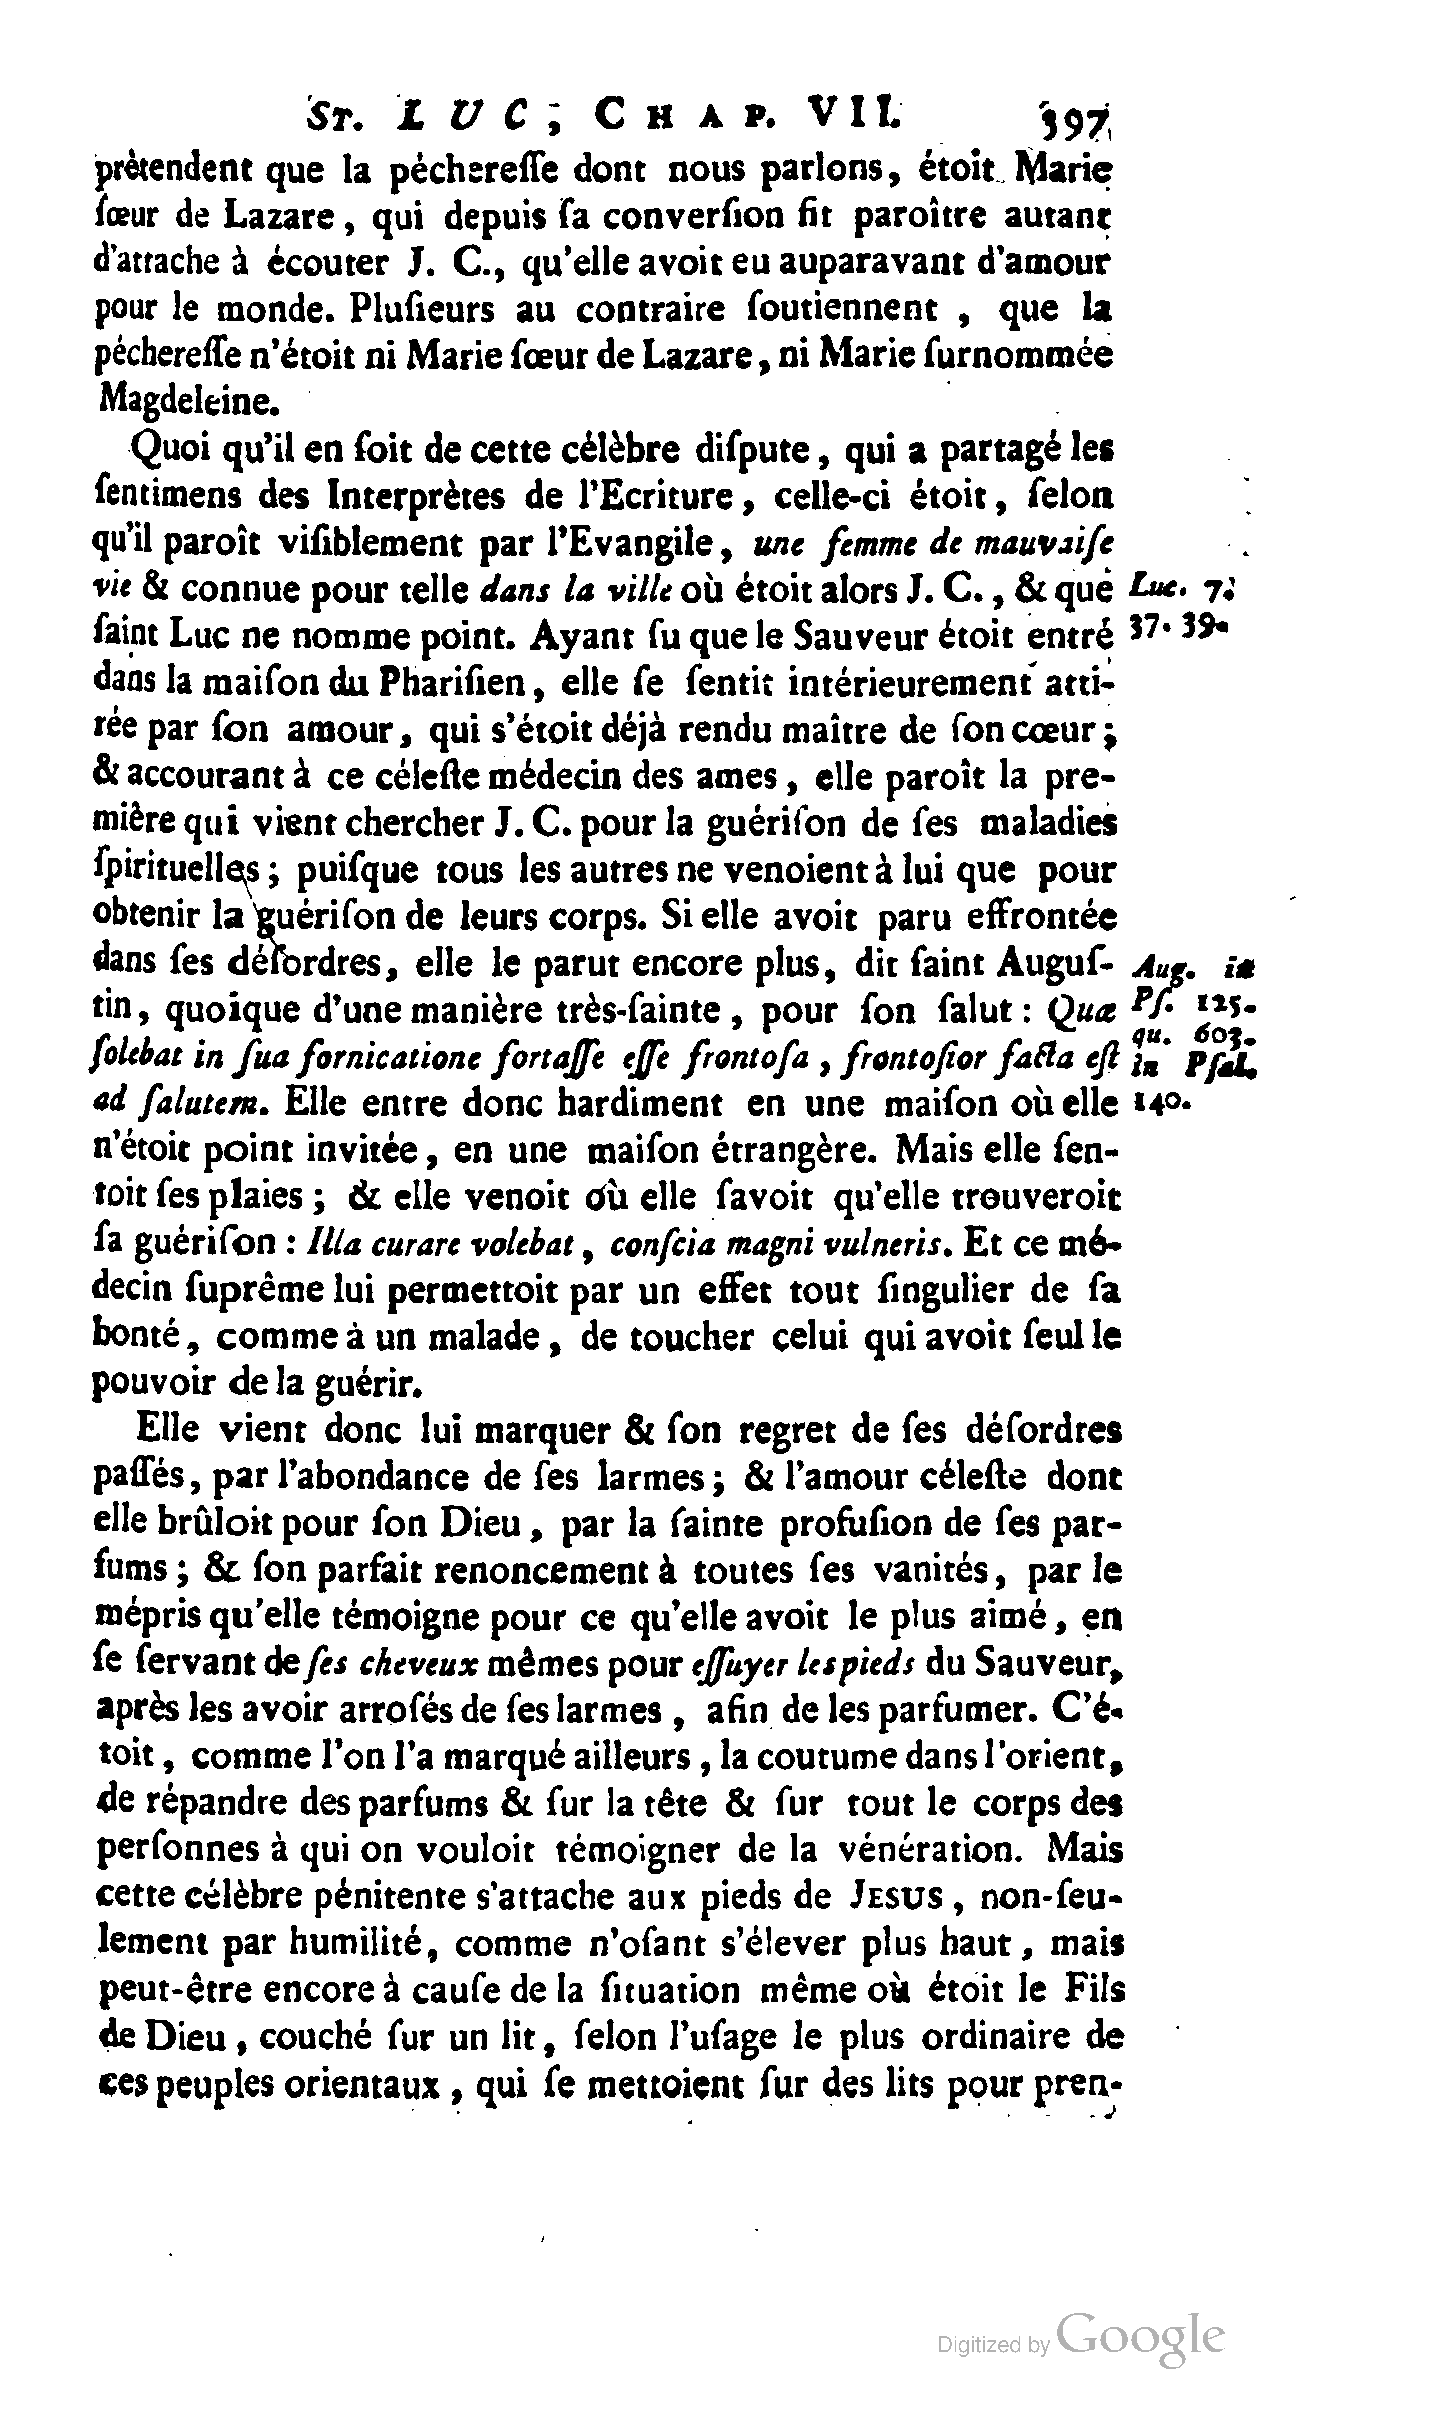 St. LUC, Chap. VII. 397
prétendent que la péchereſſe dont nous parlons, étoit Marie
ſœur de Lazare, qui depuis ſa converſion fit paroître autant
d'attache à écouter J. C., qu'elle avoit eu auparavant d'amour
pour le monde. Pluſieurs au contraire ſoutiennent, que la
péchereſſe n'étoit ni Marie ſœur de Lazare, ni Marie ſurnommée
Magdeleine.
Quoi qu'il en ſoit de cette célèbre diſpute, qui a partagé les
ſentimens des Interprètes de l'Ecriture, celle-ci étoit, ſelon
qu'il paroît viſiblement par l'Evangile, une femme de mauvaiſe
vie & connue pour telle dans la ville où étoit alors J. C., & que
Luc. 7.
ſaint Luc ne nomme point. Ayant ſu que le Sauveur étoit entré
37. 39.
dans la maiſon du Phariſien, elle ſe ſentit intérieurement atti-
rée par ſon amour, qui s'étoit déjà rendu maître de ſon cœur;
& accourant à ce céleſte médecin des ames, elle paroît la pre-
mière qui vient chercher J. C. pour la guériſon de ſes maladies
ſpirituelles; puiſque tous les autres ne venoient à lui que pour
obtenir la guériſon de leurs corps. Si elle avoit paru effrontée
dans ſes déſordres, elle le parut encore plus, dit ſaint Auguſ-
Aug. in
tin, quoique d'une manière très-ſainte, pour ſon ſalut: Quæ
Pſ. 125.
ſolebat in ſua fornicatione fortaſſe eſſe frontoſa, frontoſior facta eſt
qu. 603.
in Pſal.
ad ſalutem. Elle entre donc hardiment en une maiſon où elle
140.
n'étoit point invitée, en une maiſon étrangère. Mais elle ſen-
toit ſes plaies; & elle venoit où elle ſavoit qu'elle trouveroit
ſa guériſon: Illa curare volebat, conſcia magni vulneris. Et ce mé-
decin ſuprême lui permettoit par un effet tout ſingulier de ſa
bonté, comme à un malade, de toucher celui qui avoit ſeul le
pouvoir de la guérir.
Elle vient donc lui marquer & ſon regret de ſes déſordres
paſſés, par l'abondance de ſes larmes; & l'amour céleſte dont
elle brûloit pour ſon Dieu, par la ſainte profuſion de ſes par-
fums; & ſon parfait renoncement à toutes ſes vanités, par le
mépris qu'elle témoigne pour ce qu'elle avoit le plus aimé, en
ſe ſervant de ſes cheveux mêmes pour eſſuyer les pieds du Sauveur,
après les avoir arroſés de ſes larmes, afin de les parfumer. C'é-
toit, comme l'on l'a marqué ailleurs, la coutume dans l'orient,
de répandre des parfums & ſur la tête & ſur tout le corps des
perſonnes à qui on vouloit témoigner de la vénération. Mais
cette célèbre pénitente s'attache aux pieds de JESUS, non-ſeu-
lement par humilité, comme n'oſant s'élever plus haut, mais
peut-être encore à cauſe de la ſituation même où étoit le Fils
de Dieu, couché ſur un lit, ſelon l'uſage le plus ordinaire de
ces peuples orientaux, qui ſe mettoient ſur des lits pour pren-
Digitized by Google